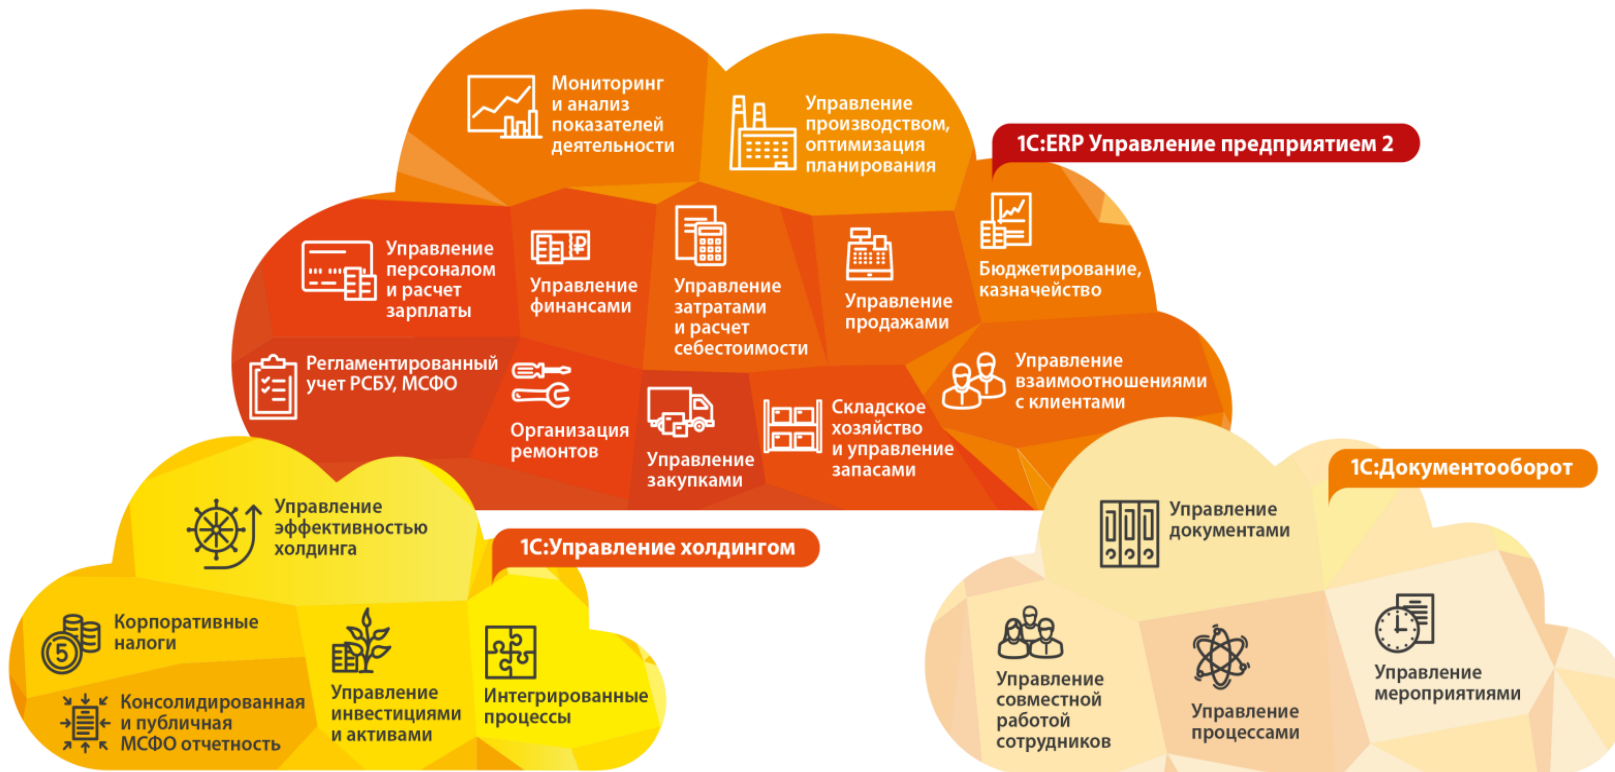 Мониторинг
и анализ
показателей
деятельности
Управление
производством,
оптимизация
планирования
1С:ERP Управление предприятием 2
Управление
персоналом
и расчет
зарплаты
Управление
финансами
Управление
затратами
и расчет
себестоимости
Управление
продажами
Бюджетирование,
казначейство
Регламентированный
учет РСБУ, МСФО
Организация
ремонтов
Управление
закупками
Складское
хозяйство
и управление
запасами
Управление
взаимоотношениями
с клиентами
Управление
эффективностью
холдинга
1С:Управление холдингом
Корпоративные
налоги
5
Консолидированная
и публичная
МСФО отчетность
Управление
инвестициями
и активами
Интегрированные
процессы
1С:Документооборот
Управление
документами
Управление
совместной
работой
сотрудников
Управление
процессами
Управление
мероприятиями